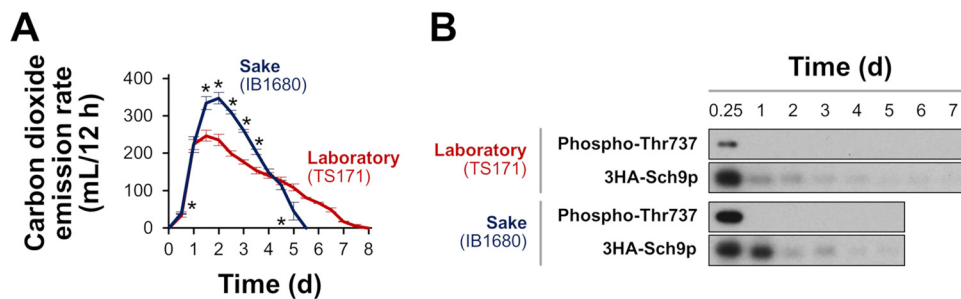 A
Carbon dioxide
emission rate
(mL/12 h)
400
300
200
100
0
0 1 2 3 4 5 6 7 8
Time (d)
Sake
(IB1680)
Laboratory
(TS171)
* * * * * * *
B
Time (d)
0.25 1 2 3 4 5 6 7
Laboratory
(TS171)
Phospho-Thr737
3HA-Sch9p
Sake
(IB1680)
Phospho-Thr737
3HA-Sch9p